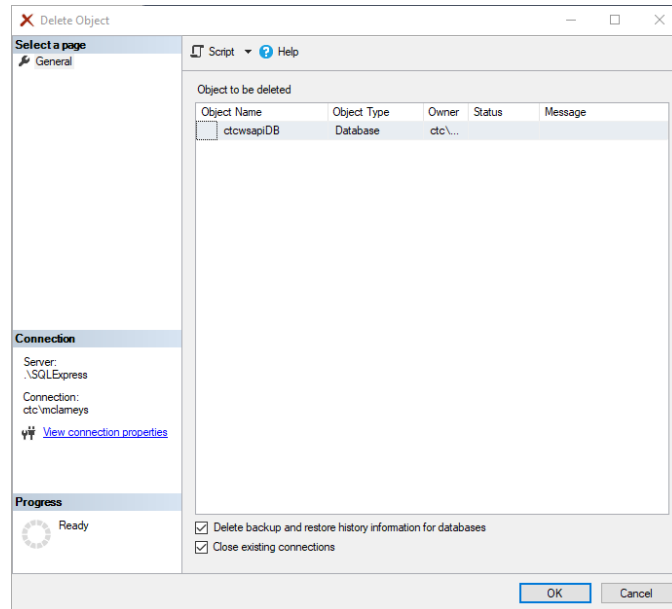 Delete Object
Select a page
General
Script Help
Object to be deleted
Object Name Object Type Owner Status Message
ctcwsapiDB Database ctc\...
Connection
Server:
.\SQLExpress
Connection:
ctc\mclameys
View connection properties
Progress
Ready
Delete backup and restore history information for databases
Close existing connections
OK Cancel